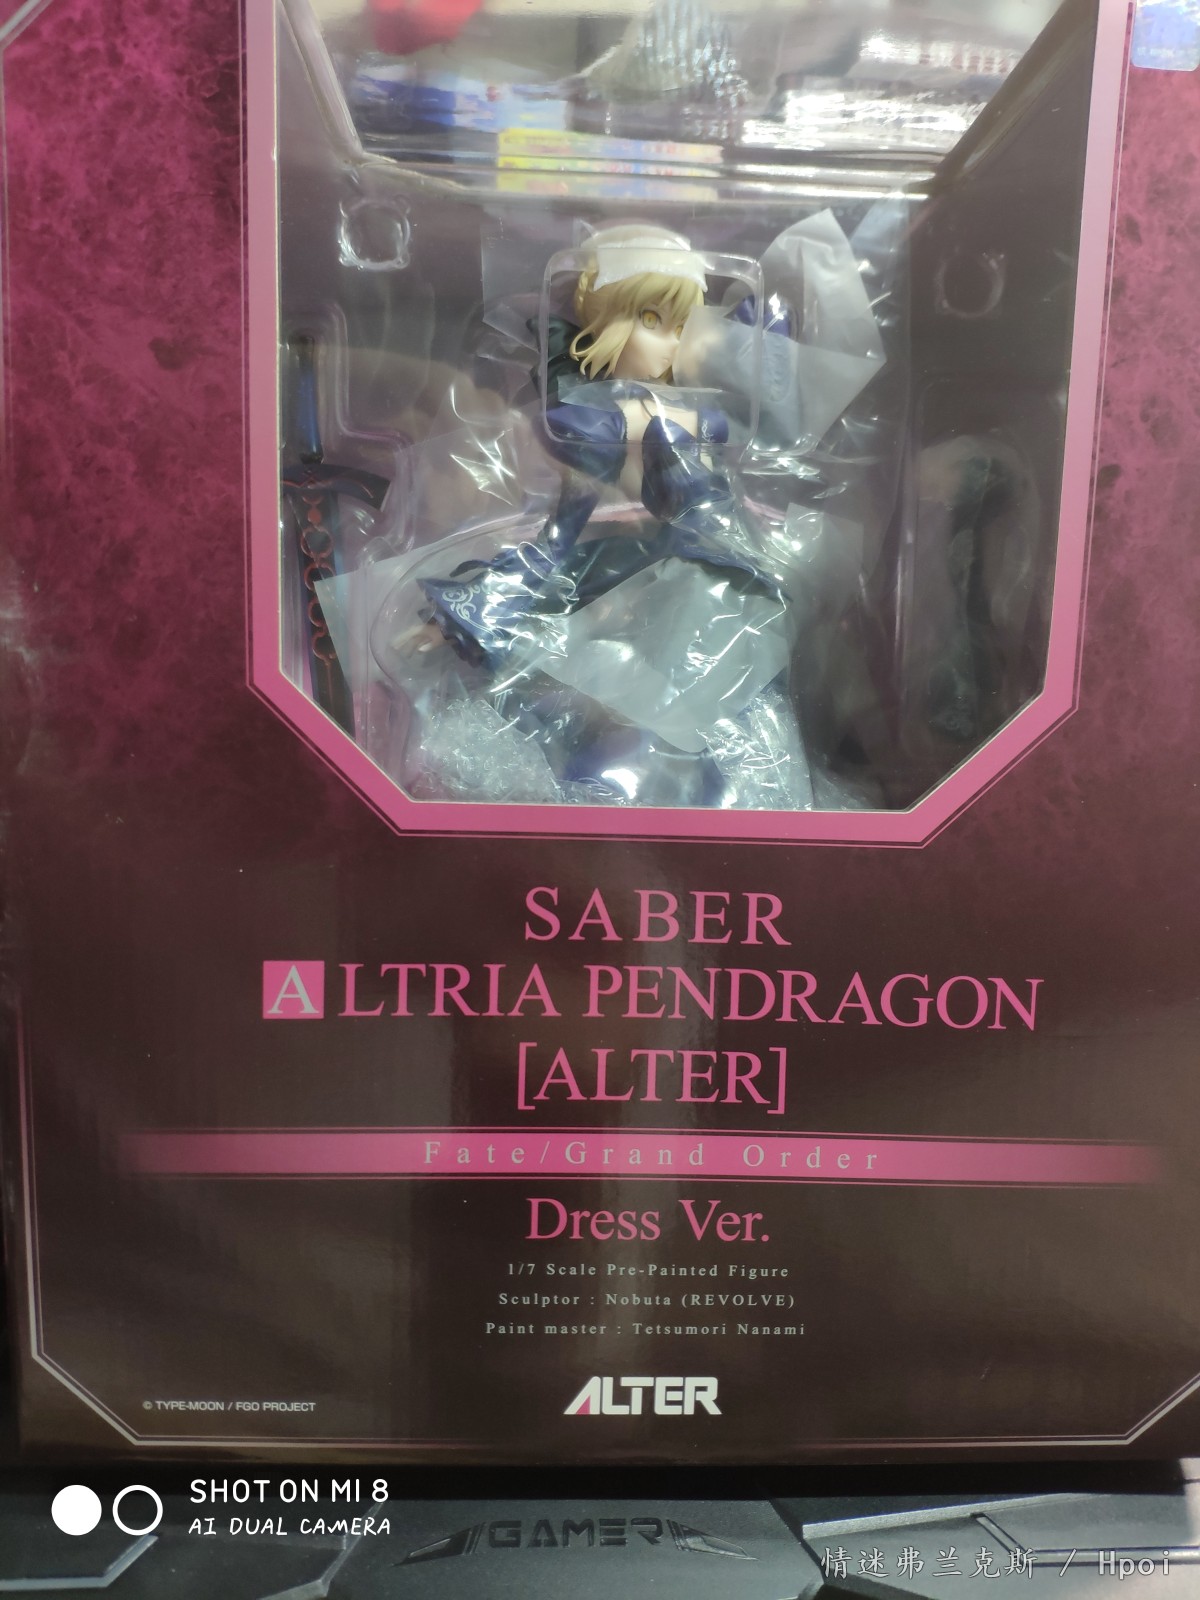 SABER
ALTRIA PENDRAGON
[ALTER]
Fate/Grand Order
Dress Ver.
1/7 Scale Pre-Painted Figure
Sculptor : Nobuta (REVOLVE)
Paint master : Tetsumori Nanami
ALTER
© TYPE-MOON / FGO PROJECT
SHOT ON MI 8
AI DUAL CAMERA
GAMER
情迷弗兰克斯 / Hpoi